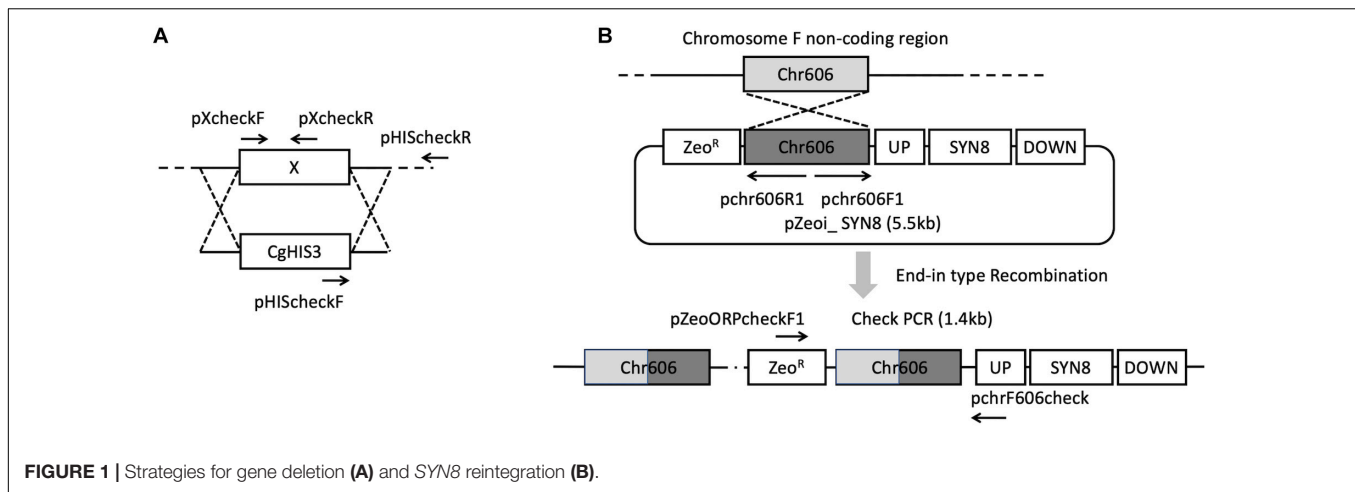 A
pXcheckF
pXcheckR
pHIScheckR
X
CgHIS3
pHIScheckF
B
Chromosome F non-coding region
Chr606
Zeo^R
Chr606
UP
SYN8
DOWN
pchr606R1
pchr606F1
pZeoi_ SYN8 (5.5kb)
End-in type Recombination
pZeoORPcheckF1
Check PCR (1.4kb)
Chr606
Zeo^R
Chr606
UP
SYN8
DOWN
pchrF606check
FIGURE 1 | Strategies for gene deletion (A) and SYN8 reintegration (B).